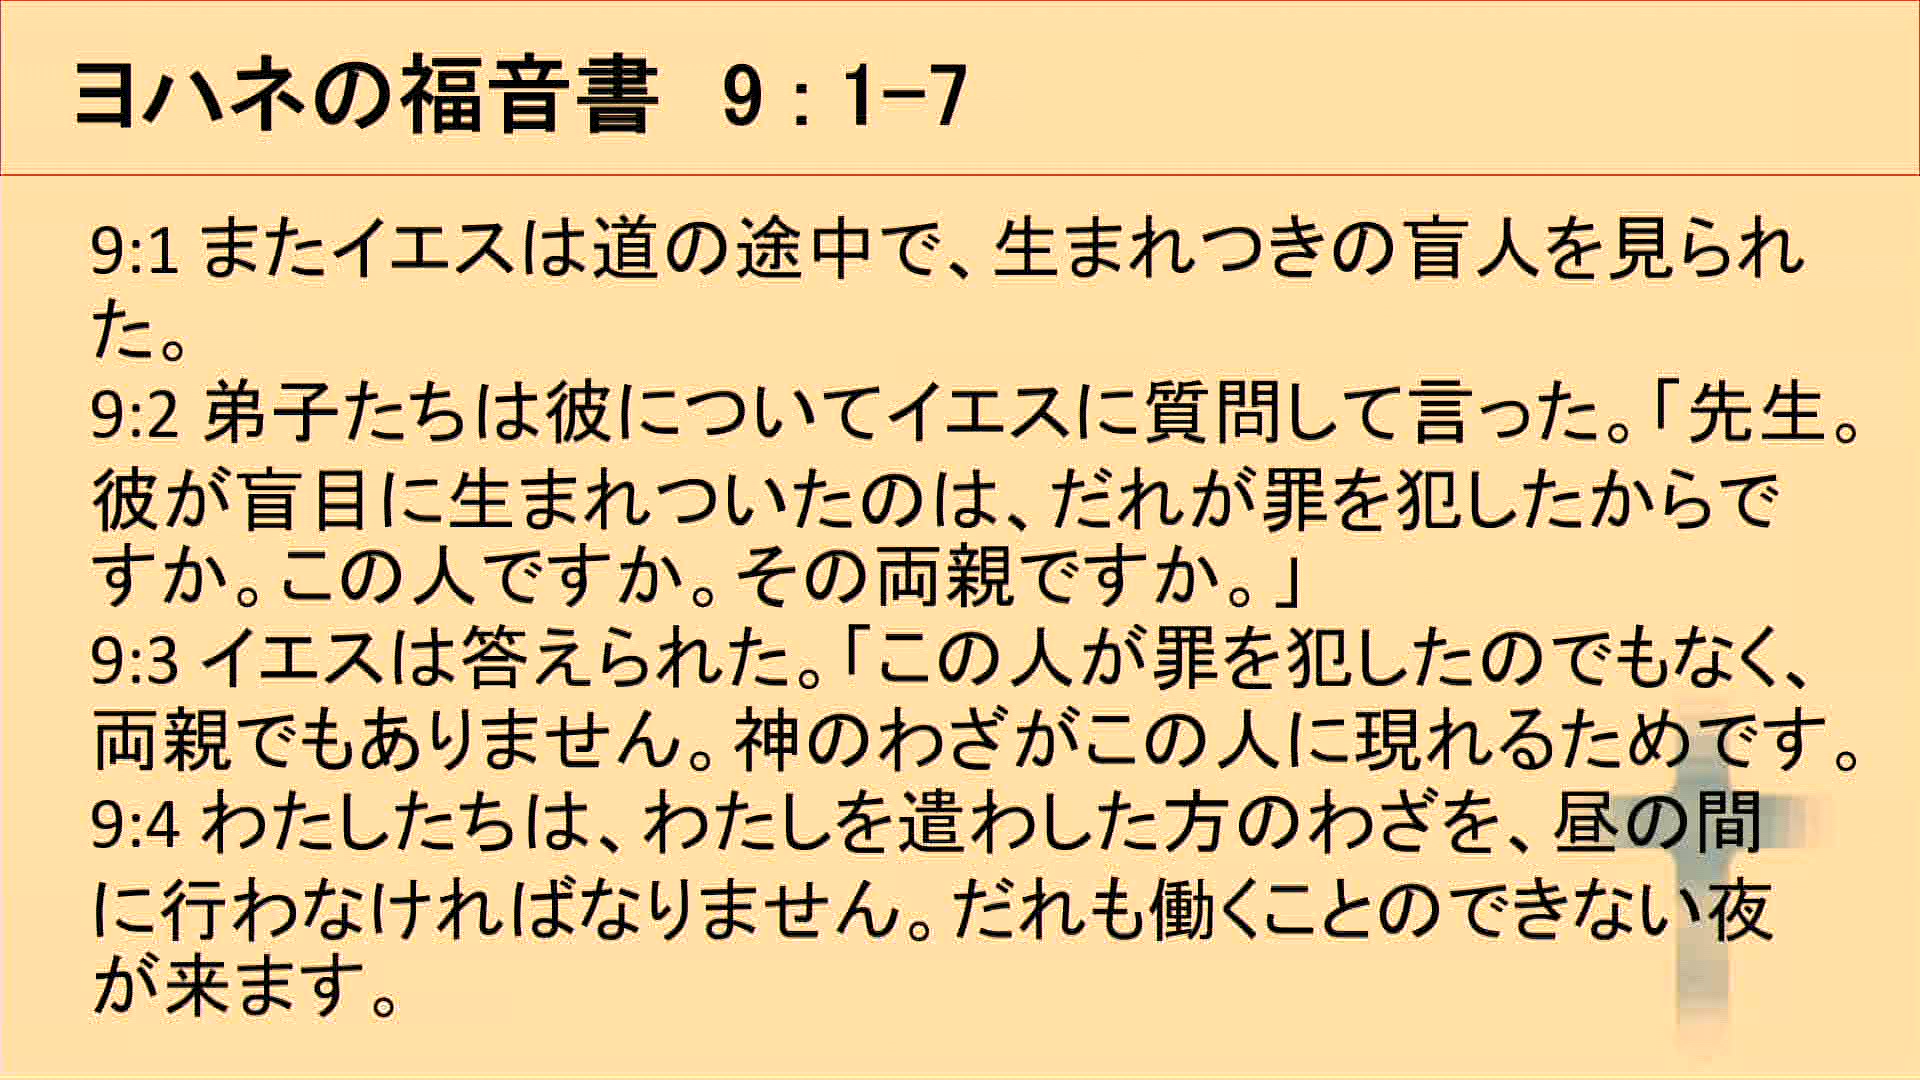 ヨハネの福音書　9：1-7
9:1 またイエスは道の途中で、生まれつきの盲人を見られ
た。
9:2 弟子たちは彼についてイエスに質問して言った。「先生。
彼が盲目に生まれついたのは、だれが罪を犯したからで
すか。この人ですか。その両親ですか。」
9:3 イエスは答えられた。「この人が罪を犯したのでもなく、
両親でもありません。神のわざがこの人に現れるためです。
9:4 わたしたちは、わたしを遣わした方のわざを、昼の間
に行わなければなりません。だれも働くことのできない夜
が来ます。